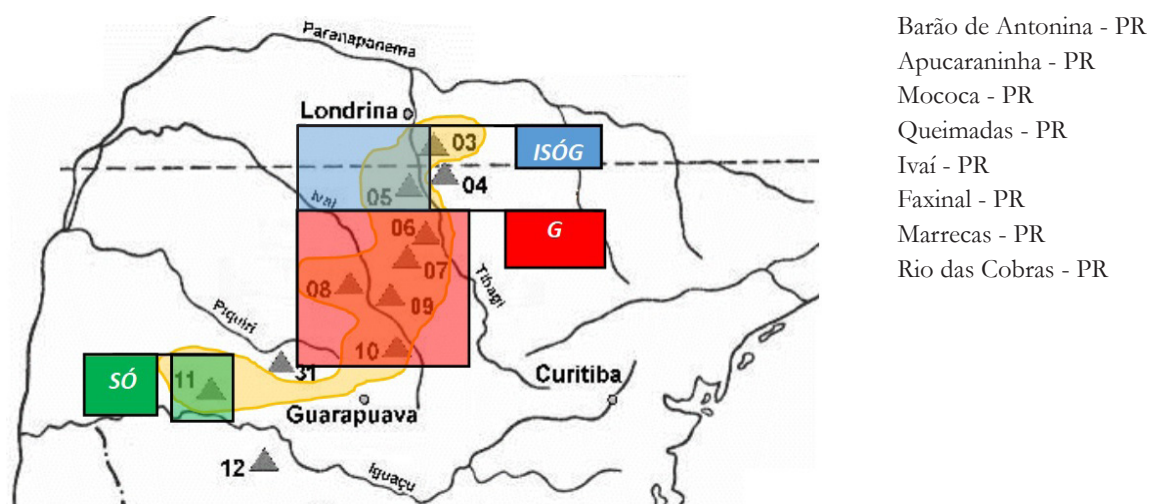 Paranapanema
Londrina
03
ISÓG
04
05
Ivaí
G
06
07
Tibagi
08
09
Piquiri
10
31
SÓ
11
Curitiba
Guarapuava
12
Iguaçu
Barão de Antonina - PR
Apucaraninha - PR
Mococa - PR
Queimadas - PR
Ivaí - PR
Faxinal - PR
Marrecas - PR
Rio das Cobras - PR